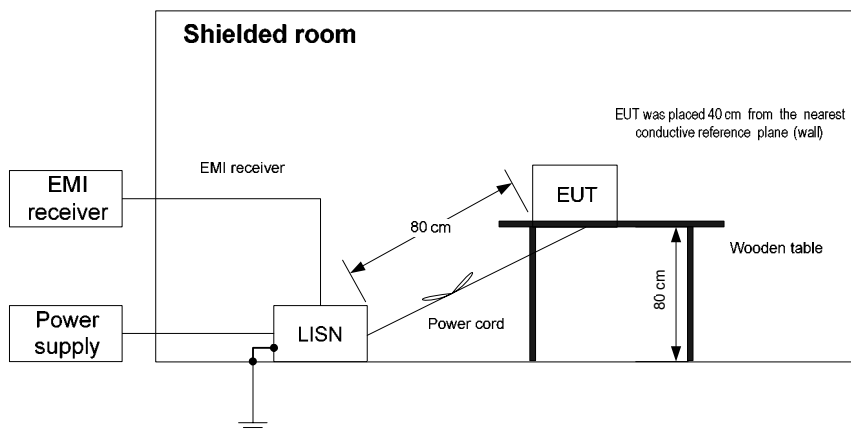 Shielded room
EUT was placed 40 cm from the nearest
conductive reference plane (wall)
EMI receiver
EMI
receiver
EUT
80 cm
Wooden table
80 cm
Power
supply
LISN
Power cord